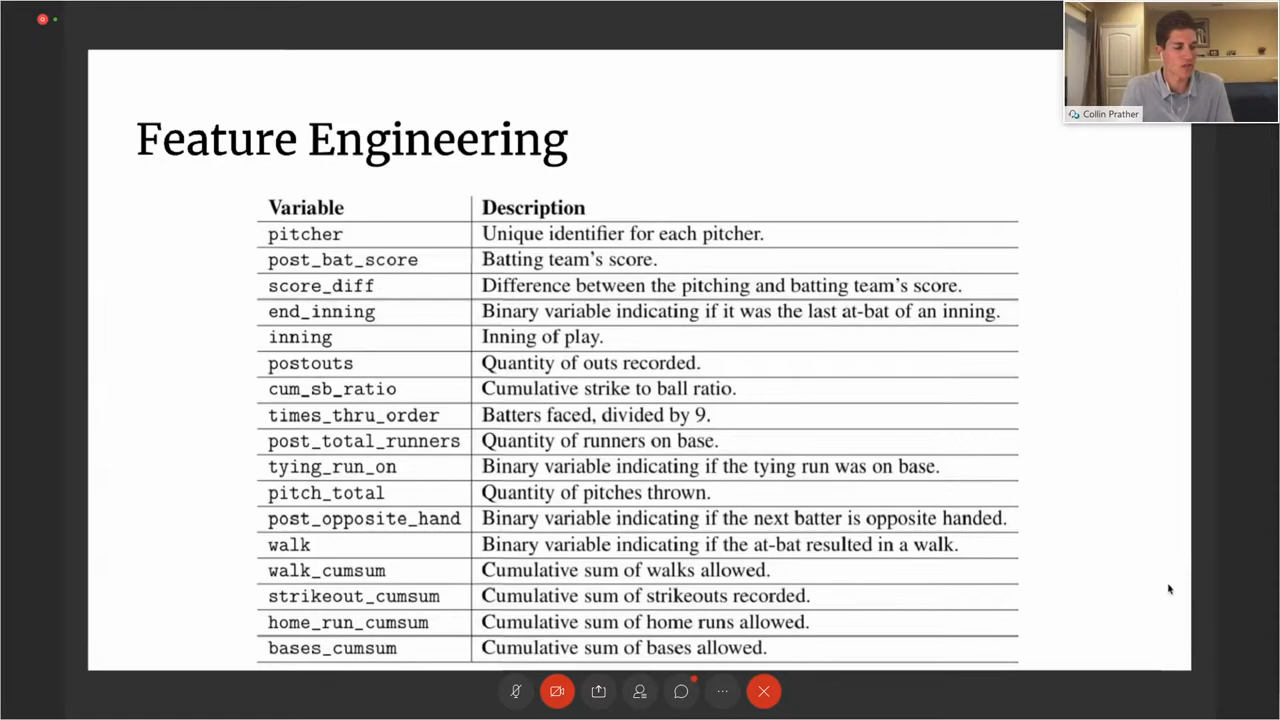 Collin Prather
Feature Engineering
Variable Description
pitcher Unique identifier for each pitcher.
post_bat_score Batting team's score.
score_diff Difference between the pitching and batting team's score.
end_inning Binary variable indicating if it was the last at-bat of an inning.
inning Inning of play.
postouts Quantity of outs recorded.
cum_sb_ratio Cumulative strike to ball ratio.
times_thru_order Batters faced, divided by 9.
post_total_runners Quantity of runners on base.
tying_run_on Binary variable indicating if the tying run was on base.
pitch_total Quantity of pitches thrown.
post_opposite_hand Binary variable indicating if the next batter is opposite handed.
walk Binary variable indicating if the at-bat resulted in a walk.
walk_cumsum Cumulative sum of walks allowed.
strikeout_cumsum Cumulative sum of strikeouts recorded.
home_run_cumsum Cumulative sum of home runs allowed.
bases_cumsum Cumulative sum of bases allowed.